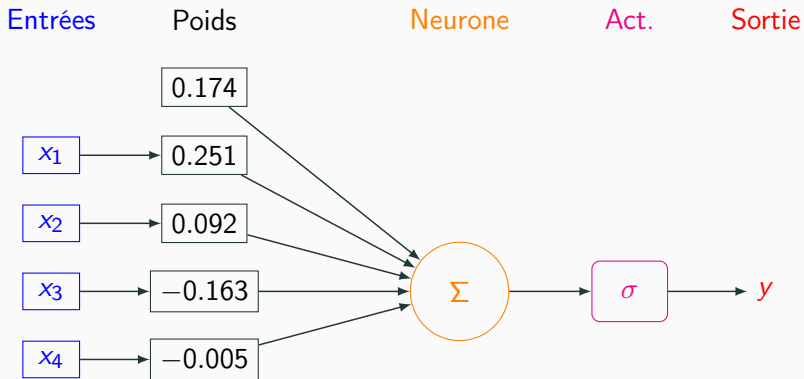 Entrées Poids Neurone Act. Sortie
0.174
x1 0.251
x2 0.092
x3 −0.163 Σ σ y
x4 −0.005